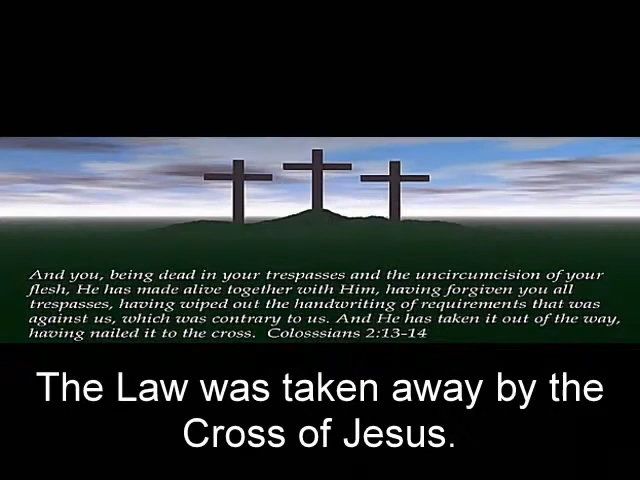 And you, being dead in your trespasses and the uncircumcision of your
flesh, He has made alive together with Him, having forgiven you all
trespasses, having wiped out the handwriting of requirements that was
against us, which was contrary to us. And He has taken it out of the way,
having nailed it to the cross. Colosssians 2:13-14
The Law was taken away by the
Cross of Jesus.